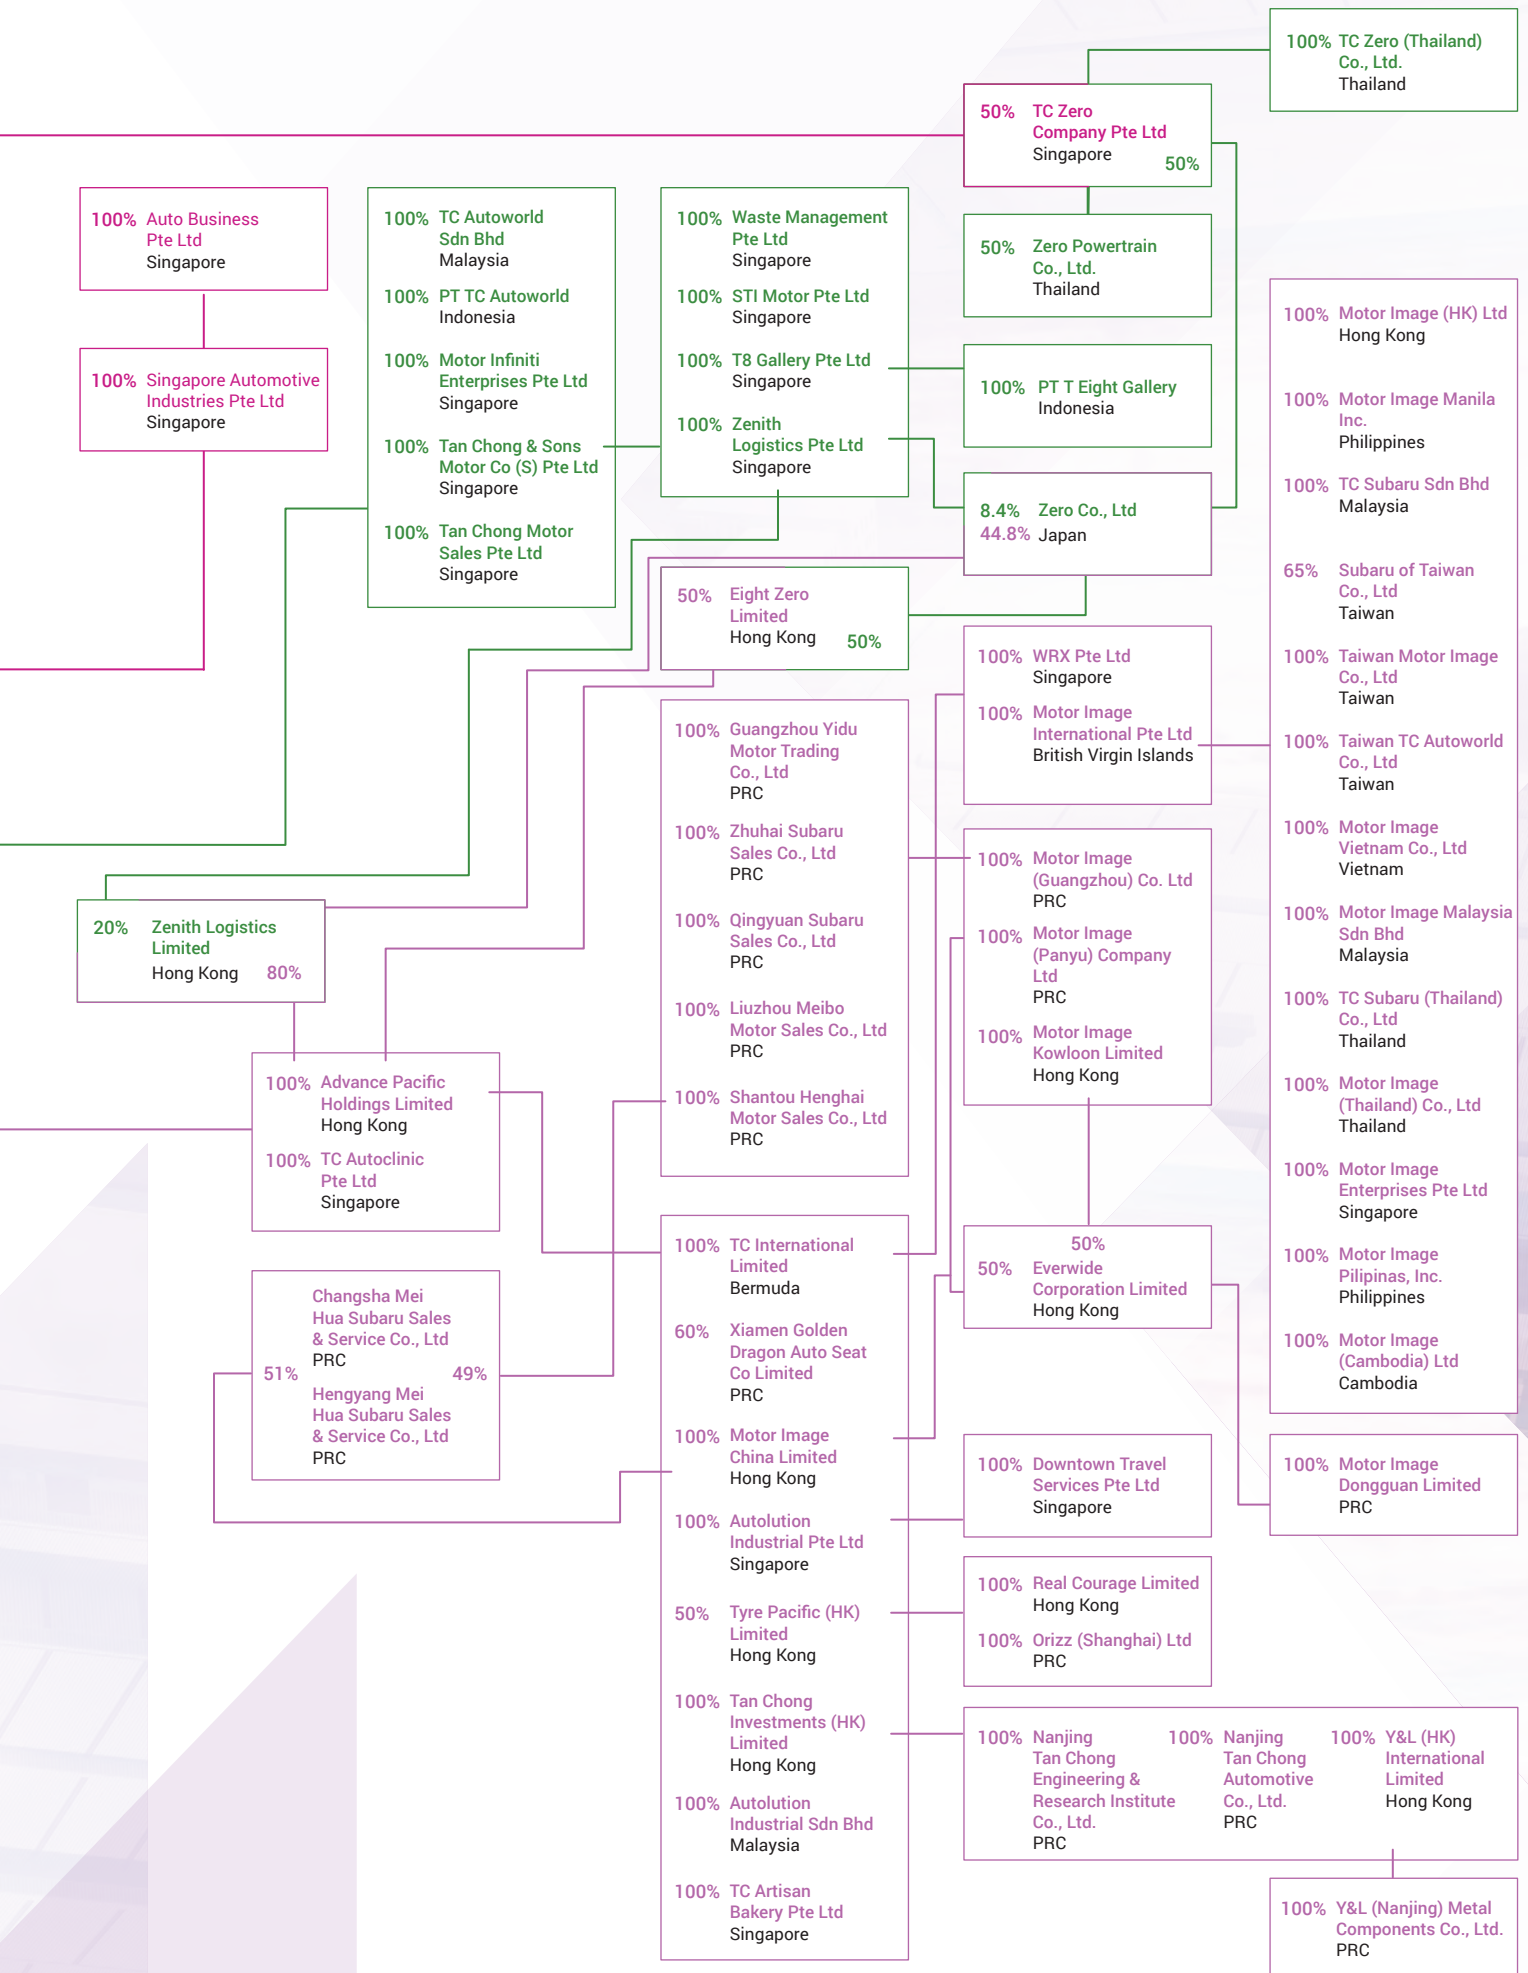 100% TC Zero (Thailand)
Co., Ltd.
Thailand
50% TC Zero
Company Pte Ltd
Singapore
50%
100% Auto Business
Pte Ltd
Singapore
100% Singapore Automotive
Industries Pte Ltd
Singapore
100% TC Autoworld
Sdn Bhd
Malaysia
100% PT TC Autoworld
Indonesia
100% Motor Infiniti
Enterprises Pte Ltd
Singapore
100% Tan Chong & Sons
Motor Co (S) Pte Ltd
Singapore
100% Tan Chong Motor
Sales Pte Ltd
Singapore
100% Waste Management
Pte Ltd
Singapore
100% STI Motor Pte Ltd
Singapore
100% T8 Gallery Pte Ltd
Singapore
100% Zenith
Logistics Pte Ltd
Singapore
50% Zero Powertrain
Co., Ltd.
Thailand
100% PT T Eight Gallery
Indonesia
8.4% Zero Co., Ltd
44.8% Japan
50% Eight Zero
Limited
Hong Kong 50%
100% WRX Pte Ltd
Singapore
100% Motor Image
International Pte Ltd
British Virgin Islands
100% Motor Image (HK) Ltd
Hong Kong
100% Motor Image Manila
Inc.
Philippines
100% TC Subaru Sdn Bhd
Malaysia
65% Subaru of Taiwan
Co., Ltd
Taiwan
100% Taiwan Motor Image
Co., Ltd
Taiwan
100% Taiwan TC Autoworld
Co., Ltd
Taiwan
100% Motor Image
Vietnam Co., Ltd
Vietnam
100% Motor Image Malaysia
Sdn Bhd
Malaysia
100% TC Subaru (Thailand)
Co., Ltd
Thailand
100% Motor Image
(Thailand) Co., Ltd
Thailand
100% Motor Image
Enterprises Pte Ltd
Singapore
100% Motor Image
Pilipinas, Inc.
Philippines
100% Motor Image
(Cambodia) Ltd
Cambodia
100% Guangzhou Yidu
Motor Trading
Co., Ltd
PRC
100% Zhuhai Subaru
Sales Co., Ltd
PRC
100% Qingyuan Subaru
Sales Co., Ltd
PRC
100% Liuzhou Meibo
Motor Sales Co., Ltd
PRC
100% Shantou Henghai
Motor Sales Co., Ltd
PRC
100% Motor Image
(Guangzhou) Co. Ltd
PRC
100% Motor Image
(Panyu) Company
Ltd
PRC
100% Motor Image
Kowloon Limited
Hong Kong
20% Zenith Logistics
Limited
Hong Kong 80%
100% Advance Pacific
Holdings Limited
Hong Kong
100% TC Autoclinic
Pte Ltd
Singapore
Changsha Mei
Hua Subaru Sales
& Service Co., Ltd
PRC
51% 49%
Hengyang Mei
Hua Subaru Sales
& Service Co., Ltd
PRC
100% TC International
Limited
Bermuda
60% Xiamen Golden
Dragon Auto Seat
Co Limited
PRC
100% Motor Image
China Limited
Hong Kong
100% Autolution
Industrial Pte Ltd
Singapore
50% Tyre Pacific (HK)
Limited
Hong Kong
100% Tan Chong
Investments (HK)
Limited
Hong Kong
100% Autolution
Industrial Sdn Bhd
Malaysia
100% TC Artisan
Bakery Pte Ltd
Singapore
50%
50% Everwide
Corporation Limited
Hong Kong
100% Downtown Travel
Services Pte Ltd
Singapore
100% Motor Image
Dongguan Limited
PRC
100% Real Courage Limited
Hong Kong
100% Orizz (Shanghai) Ltd
PRC
100% Nanjing
Tan Chong
Engineering &
Research Institute
Co., Ltd.
PRC
100% Nanjing
Tan Chong
Automotive
Co., Ltd.
PRC
100% Y&L (HK)
International
Limited
Hong Kong
100% Y&L (Nanjing) Metal
Components Co., Ltd.
PRC